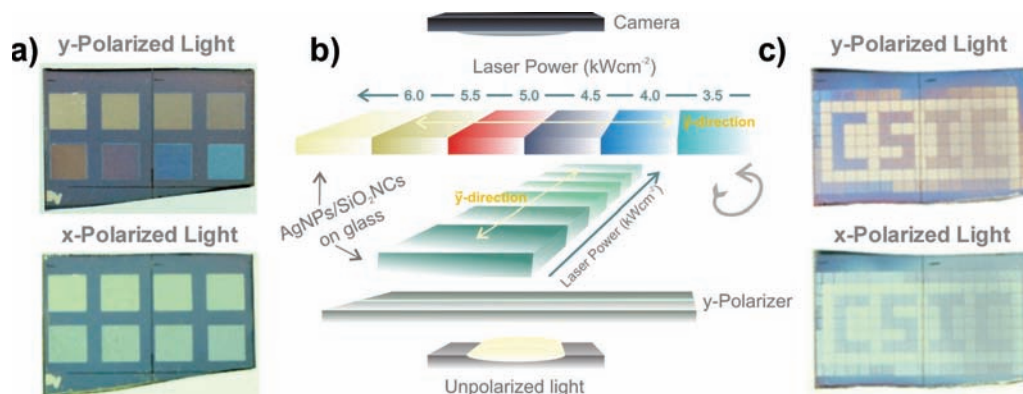 a)
y-Polarized Light
x-Polarized Light
b)
Camera
Laser Power (kWcm-2)
6.0 5.5 5.0 4.5 4.0 3.5
ȳ-direction
ȳ-direction
AgNPs/SiO2NCs
on glass
Laser Power (kWcm-2)
y-Polarizer
Unpolarized light
c)
y-Polarized Light
CSIC
x-Polarized Light
CSIC